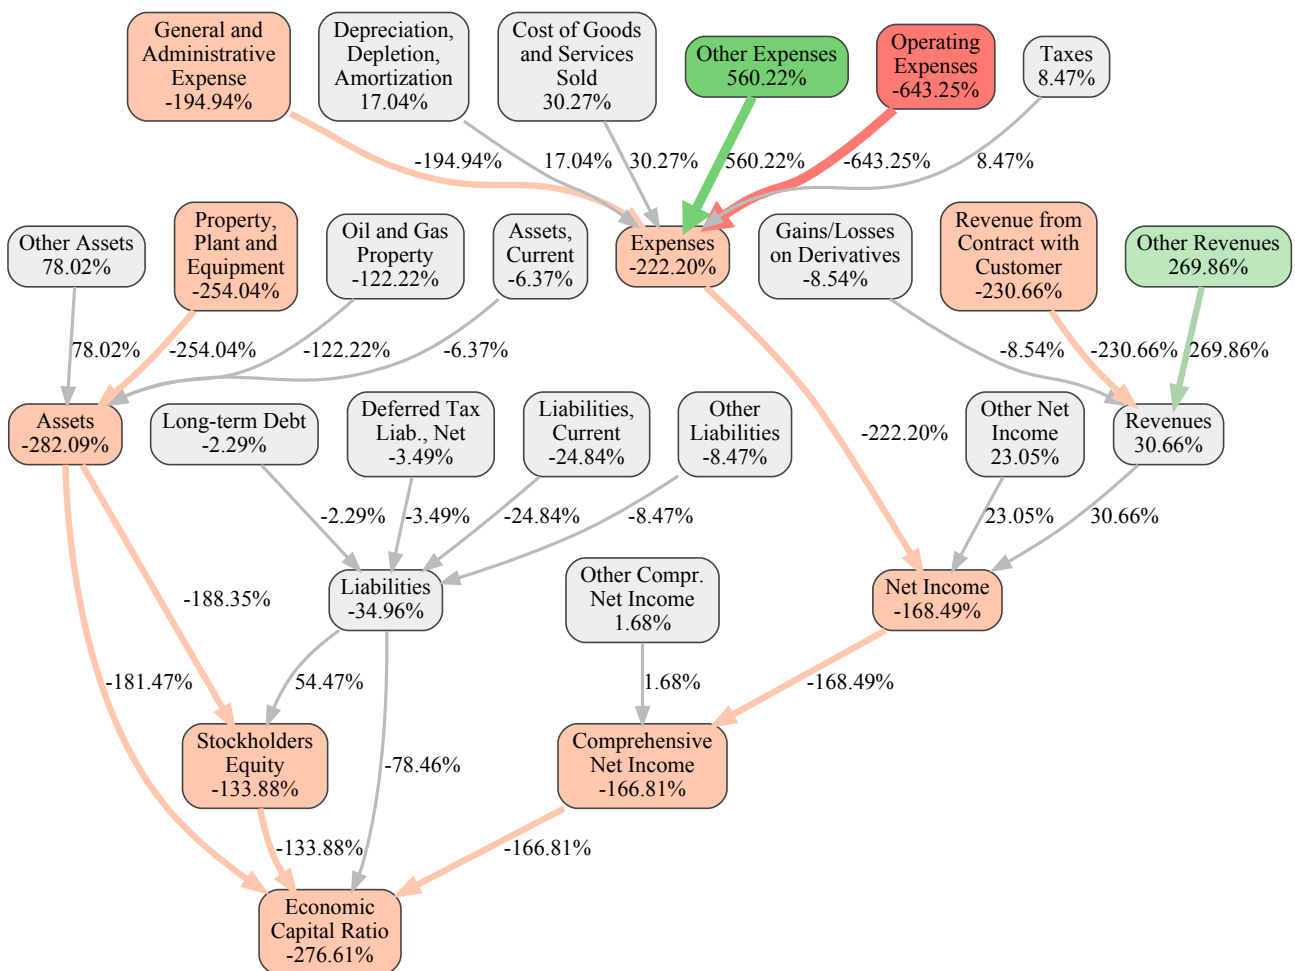 General and
Administrative
Expense
-194.94%
Depreciation,
Depletion,
Amortization
17.04%
Cost of Goods
and Services
Sold
30.27%
Other Expenses
560.22%
Operating
Expenses
-643.25%
Taxes
8.47%
-194.94%
17.04%
30.27%
560.22%
-643.25%
8.47%
Other Assets
78.02%
Property,
Plant and
Equipment
-254.04%
Oil and Gas
Property
-122.22%
Assets,
Current
-6.37%
Expenses
-222.20%
Gains/Losses
on Derivatives
-8.54%
Revenue from
Contract with
Customer
-230.66%
Other Revenues
269.86%
78.02%
-254.04%
-122.22%
-6.37%
-8.54%
-230.66%
269.86%
Assets
-282.09%
Long-term Debt
-2.29%
Deferred Tax
Liab., Net
-3.49%
Liabilities,
Current
-24.84%
Other
Liabilities
-8.47%
-222.20%
Other Net
Income
23.05%
Revenues
30.66%
-2.29%
-3.49%
-24.84%
-8.47%
23.05%
30.66%
-188.35%
Liabilities
-34.96%
Other Compr.
Net Income
1.68%
Net Income
-168.49%
-181.47%
54.47%
1.68%
-168.49%
Stockholders
Equity
-133.88%
-78.46%
Comprehensive
Net Income
-166.81%
-133.88%
-166.81%
Economic
Capital Ratio
-276.61%